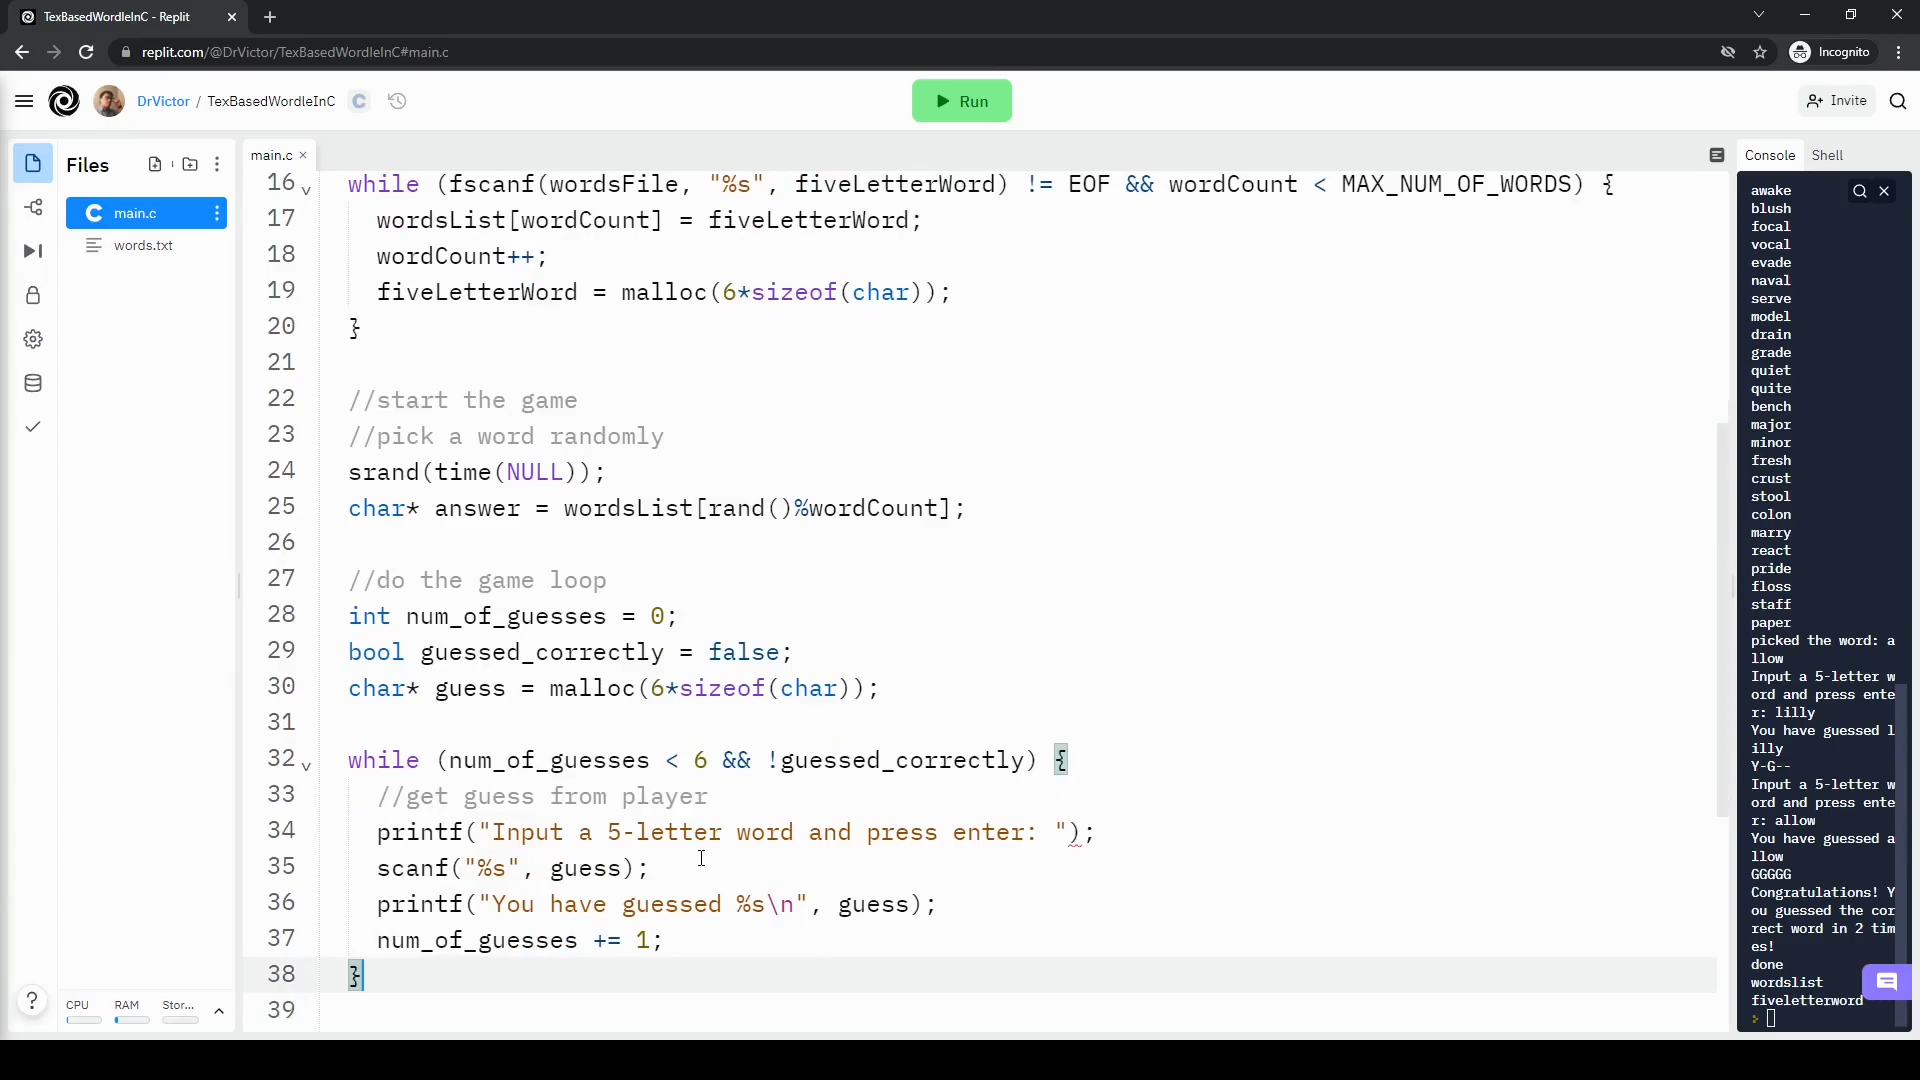 TexBasedWordleInC - Replit
replit.com/@DrVictor/TexBasedWordleInC#main.c
Incognito
DrVictor / TexBasedWordleInC C
Run
Invite
Files
main.c
words.txt
CPU RAM Stor...
main.c
16 while (fscanf(wordsFile, "%s", fiveLetterWord) != EOF && wordCount < MAX_NUM_OF_WORDS) {
17 wordsList[wordCount] = fiveLetterWord;
18 wordCount++;
19 fiveLetterWord = malloc(6*sizeof(char));
20 }
21
22 //start the game
23 //pick a word randomly
24 srand(time(NULL));
25 char* answer = wordsList[rand()%wordCount];
26
27 //do the game loop
28 int num_of_guesses = 0;
29 bool guessed_correctly = false;
30 char* guess = malloc(6*sizeof(char));
31
32 while (num_of_guesses < 6 && !guessed_correctly) {
33 //get guess from player
34 printf("Input a 5-letter word and press enter: ");
35 scanf("%s", guess);
36 printf("You have guessed %s\n", guess);
37 num_of_guesses += 1;
38 }
39
Console Shell
awake
blush
focal
vocal
evade
naval
serve
model
drain
grade
quiet
quite
bench
major
minor
fresh
crust
stool
colon
marry
react
pride
floss
staff
paper
picked the word: a
llow
Input a 5-letter w
ord and press ente
r: lilly
You have guessed l
illy
Y-G--
Input a 5-letter w
ord and press ente
r: allow
You have guessed a
llow
GGGGG
Congratulations! Y
ou guessed the cor
rect word in 2 tim
es!
done
wordslist
fiveletterword